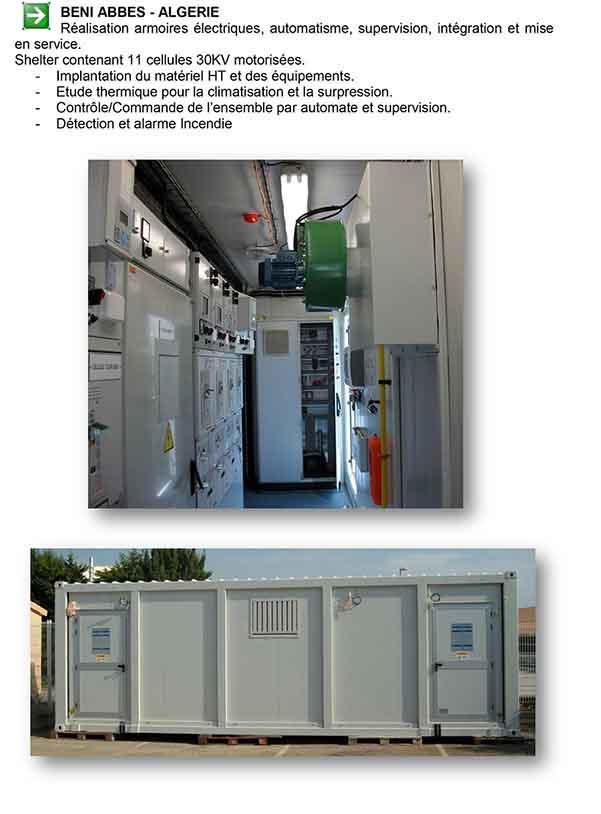 BENI ABBES - ALGERIE
Réalisation armoires électriques, automatisme, supervision, intégration et mise
en service.
Shelter contenant 11 cellules 30KV motorisées.
- Implantation du matériel HT et des équipements.
- Etude thermique pour la climatisation et la surpression.
- Contrôle/Commande de l'ensemble par automate et supervision.
- Détection et alarme Incendie